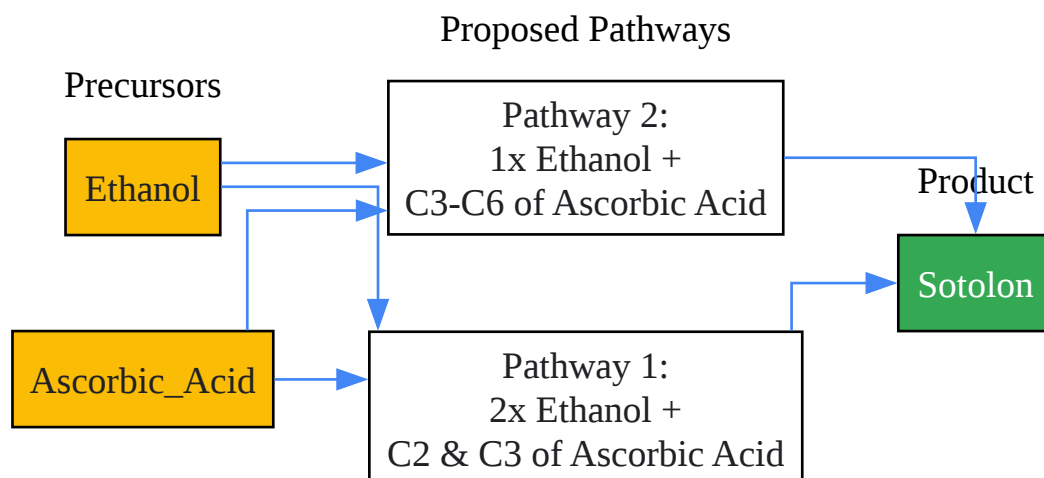 Proposed Pathways
Precursors
Pathway 2:
1x Ethanol +
C3-C6 of Ascorbic Acid
Ethanol
Product
Sotolon
Ascorbic_Acid
Pathway 1:
2x Ethanol +
C2 & C3 of Ascorbic Acid